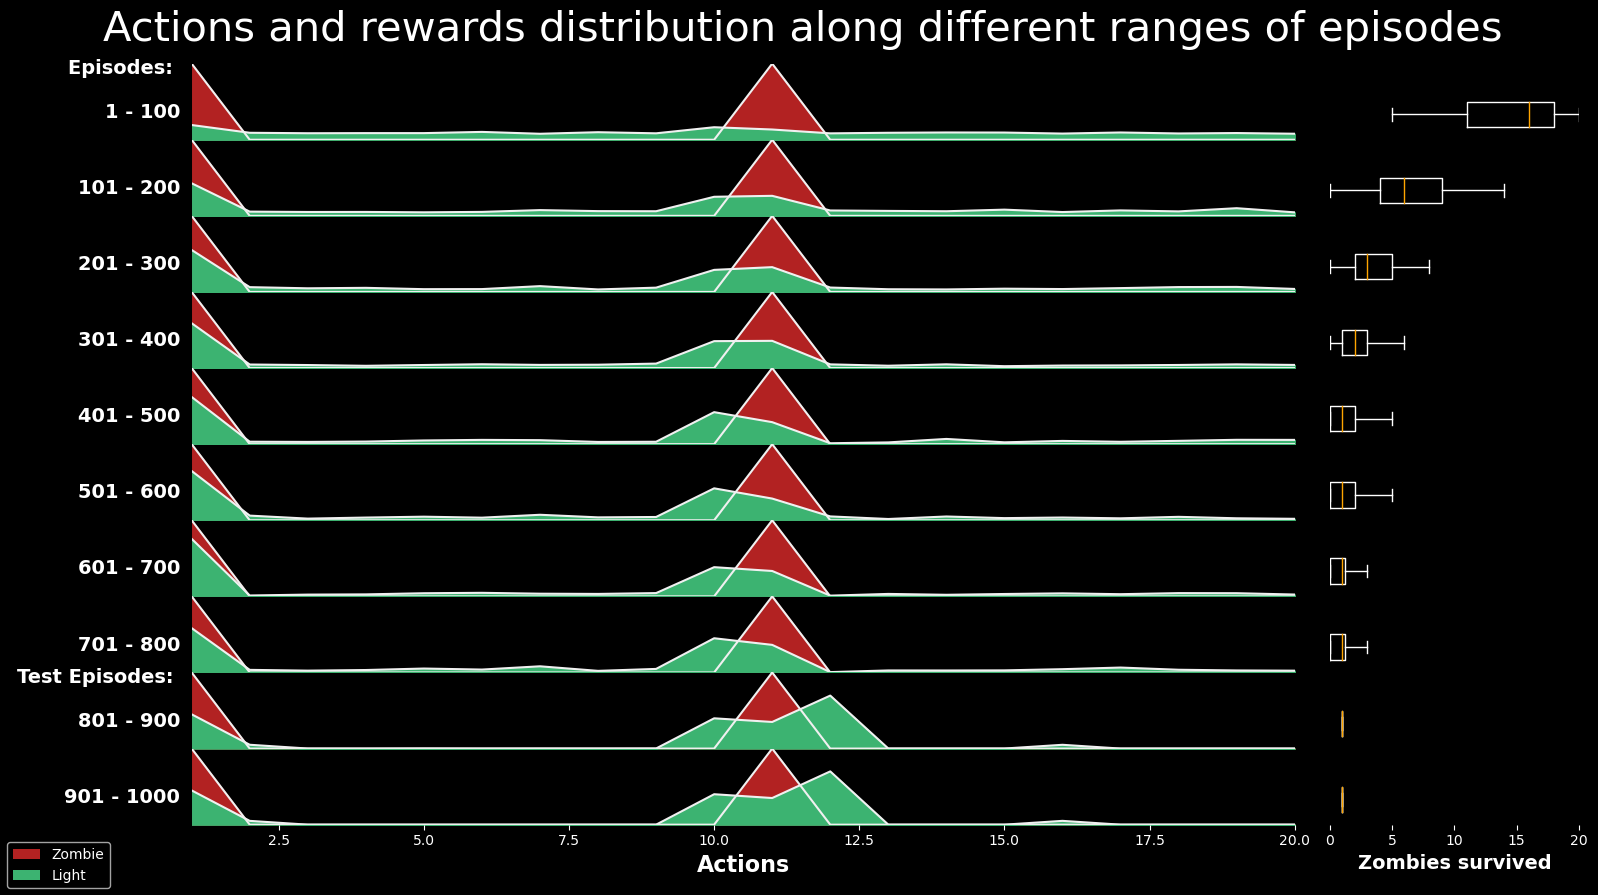 Actions and rewards distribution along different ranges of episodes
Episodes:
1 - 100
101 - 200
201 - 300
301 - 400
401 - 500
501 - 600
601 - 700
701 - 800
Test Episodes:
801 - 900
901 - 1000
2.5 5.0 7.5 10.0 12.5 15.0 17.5 20.0
0 5 10 15 20
Actions
Zombies survived
Zombie
Light